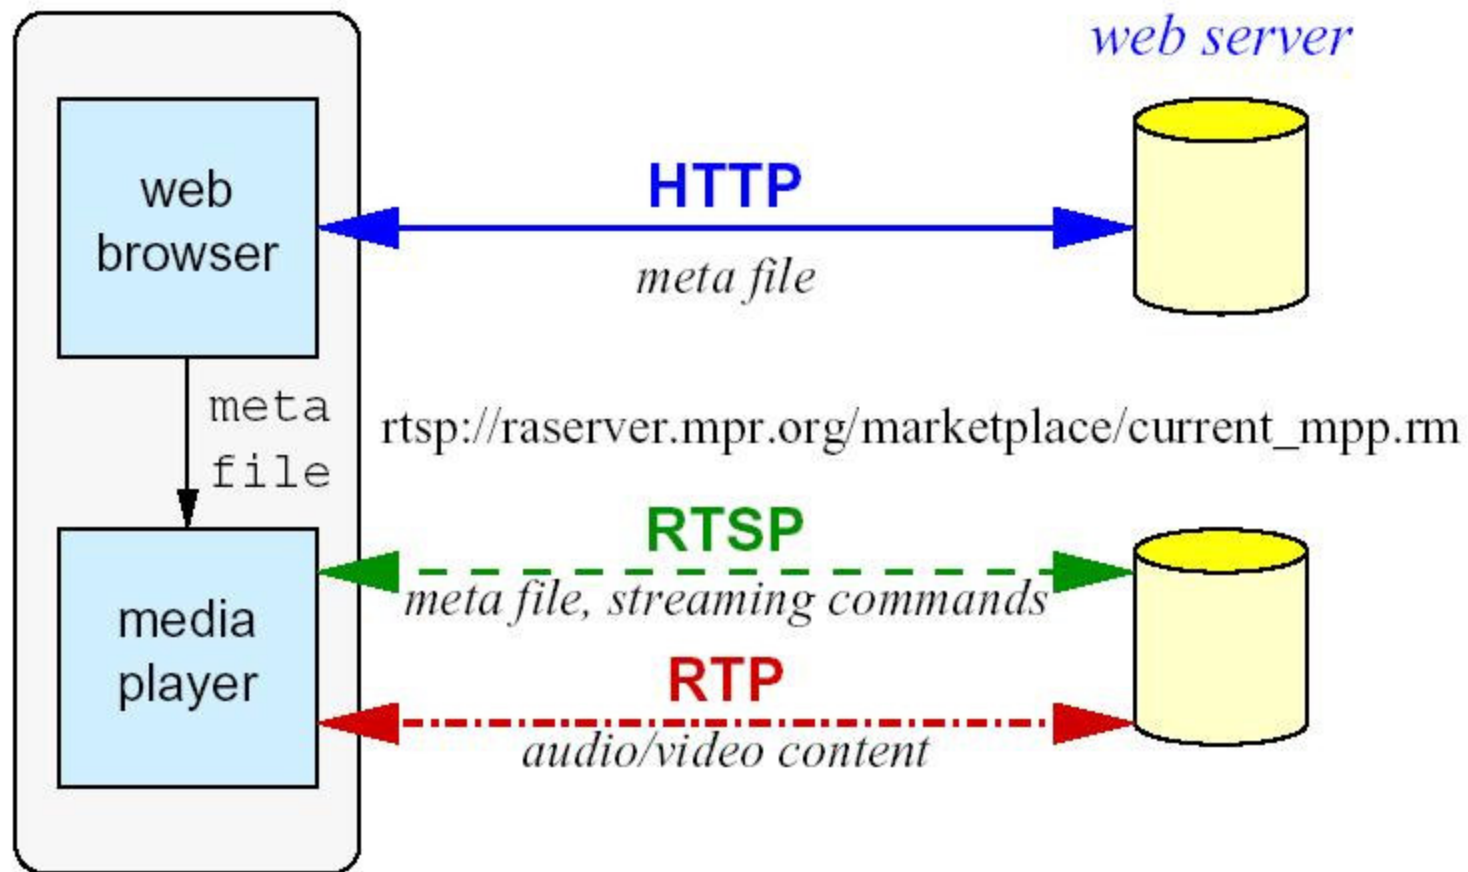 web server
web
browser
HTTP
meta file
meta
file
rtsp://raserver.mpr.org/marketplace/current_mpp.rm
RTSP
meta file, streaming commands
media
player
RTP
audio/video content